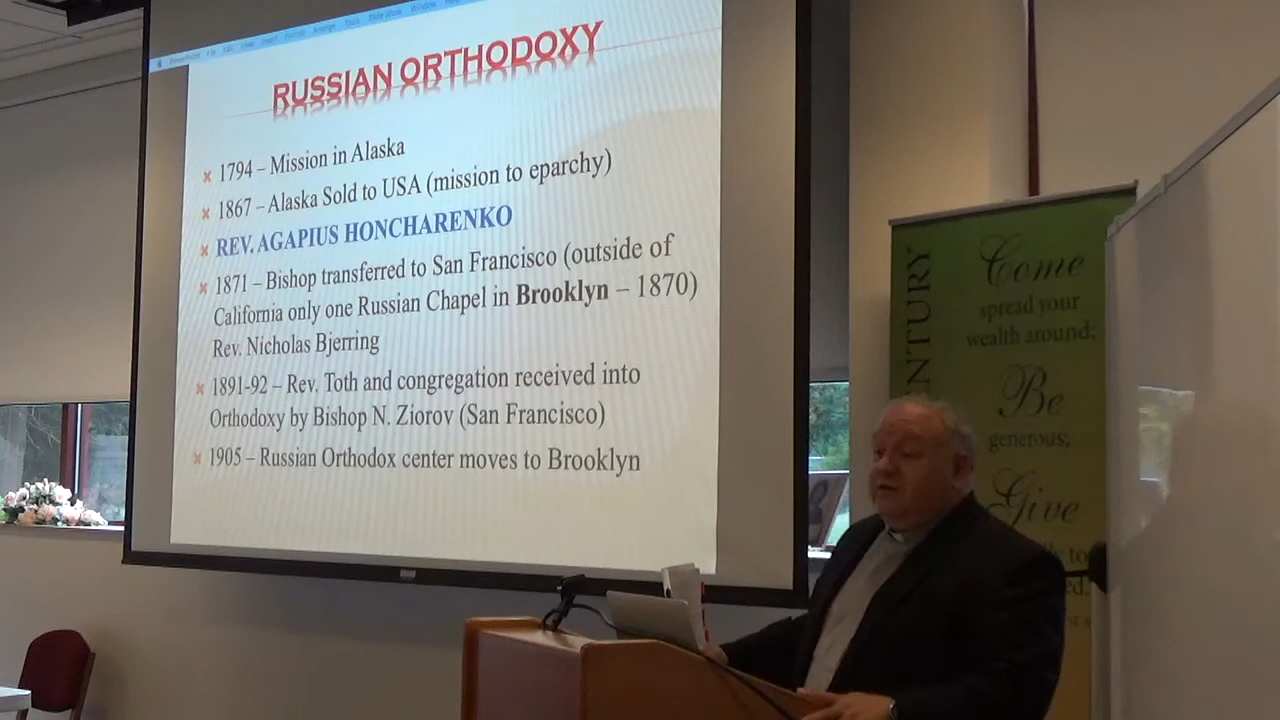 RUSSIAN ORTHODOXY
1794 – Mission in Alaska
1867 – Alaska Sold to USA (mission to eparchy)
REV. AGAPIUS HONCHARENKO
1871 – Bishop transferred to San Francisco (outside of
California only one Russian Chapel in Brooklyn – 1870)
Rev. Nicholas Bjerring
1891-92 – Rev. Toth and congregation received into
Orthodoxy by Bishop N. Ziorov (San Francisco)
1905 – Russian Orthodox center moves to Brooklyn
Come
spread your
wealth around;
Be
generous;
Give